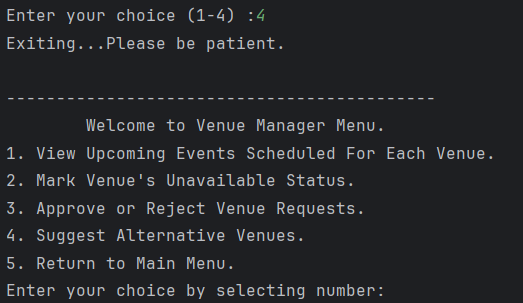 Enter your choice (1-4) :4
Exiting...Please be patient.
-------------------------------------------
Welcome to Venue Manager Menu.
1. View Upcoming Events Scheduled For Each Venue.
2. Mark Venue's Unavailable Status.
3. Approve or Reject Venue Requests.
4. Suggest Alternative Venues.
5. Return to Main Menu.
Enter your choice by selecting number: